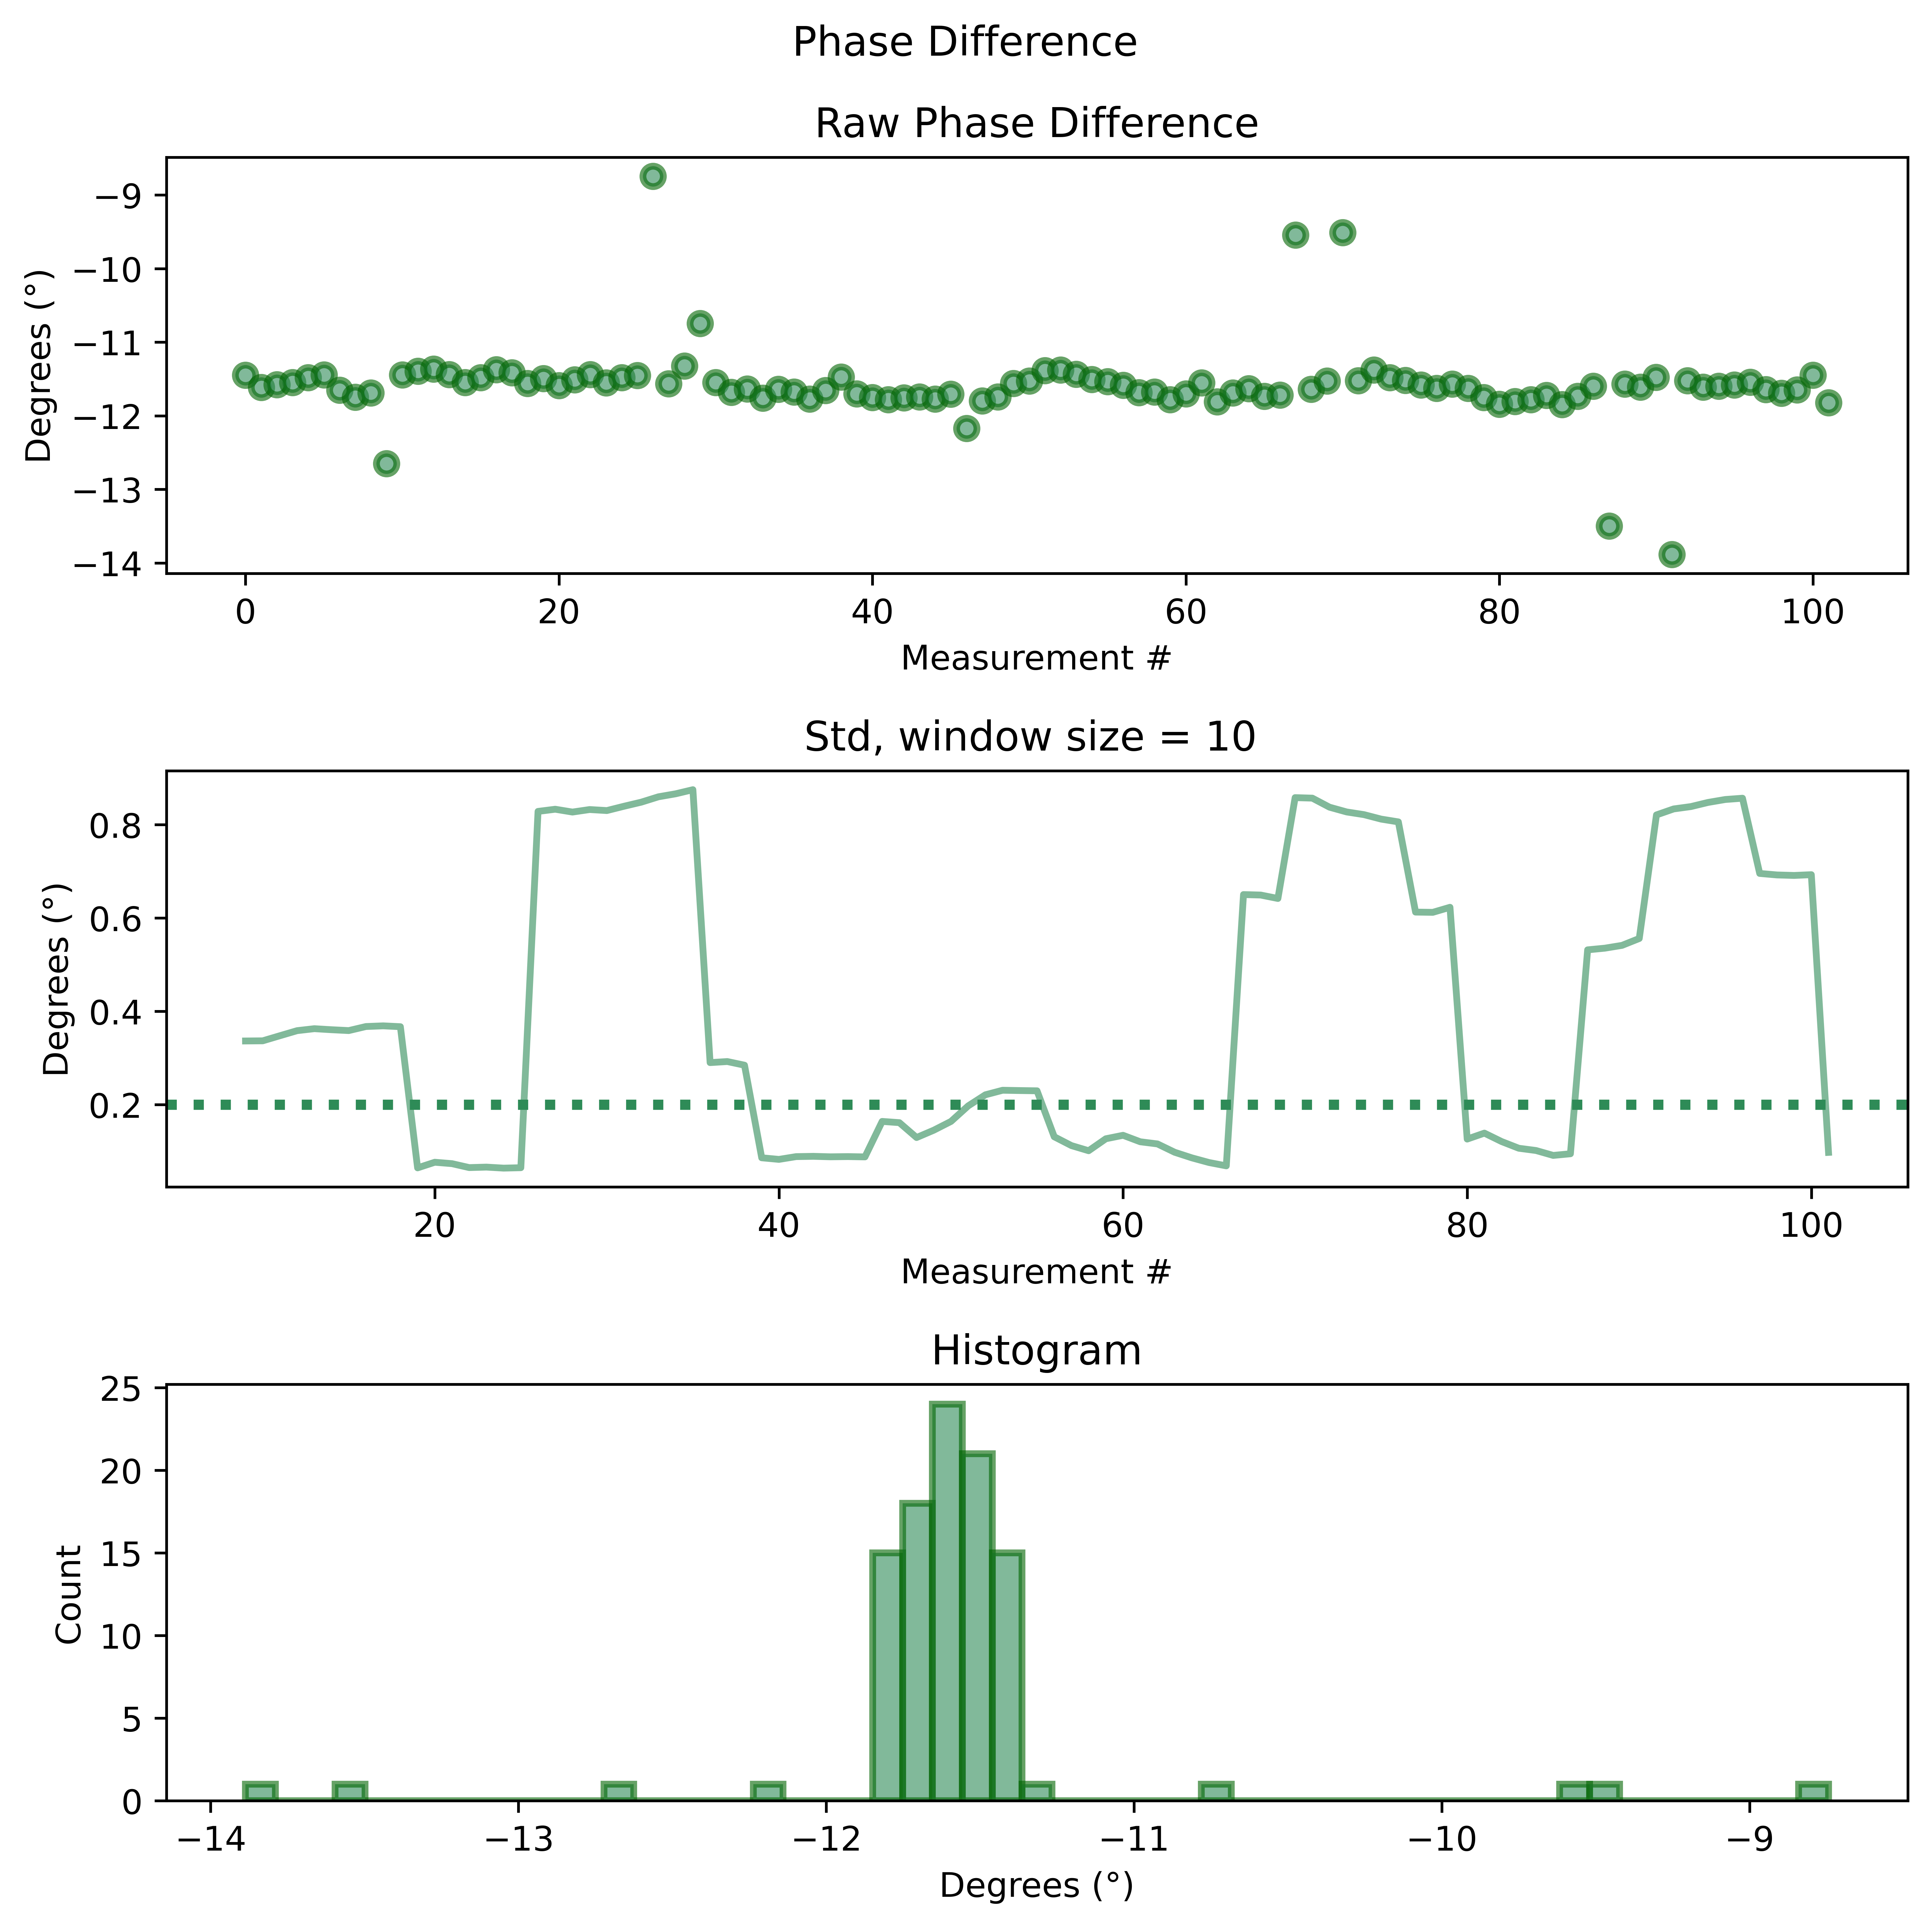 Phase Difference
Raw Phase Difference
−9
−10
−11
−12
−13
−14
Degrees (°)
0 20 40 60 80 100
Measurement #
Std, window size = 10
0.8
0.6
0.4
0.2
Degrees (°)
20 40 60 80 100
Measurement #
Histogram
25
20
15
10
5
0
Count
−14 −13 −12 −11 −10 −9
Degrees (°)